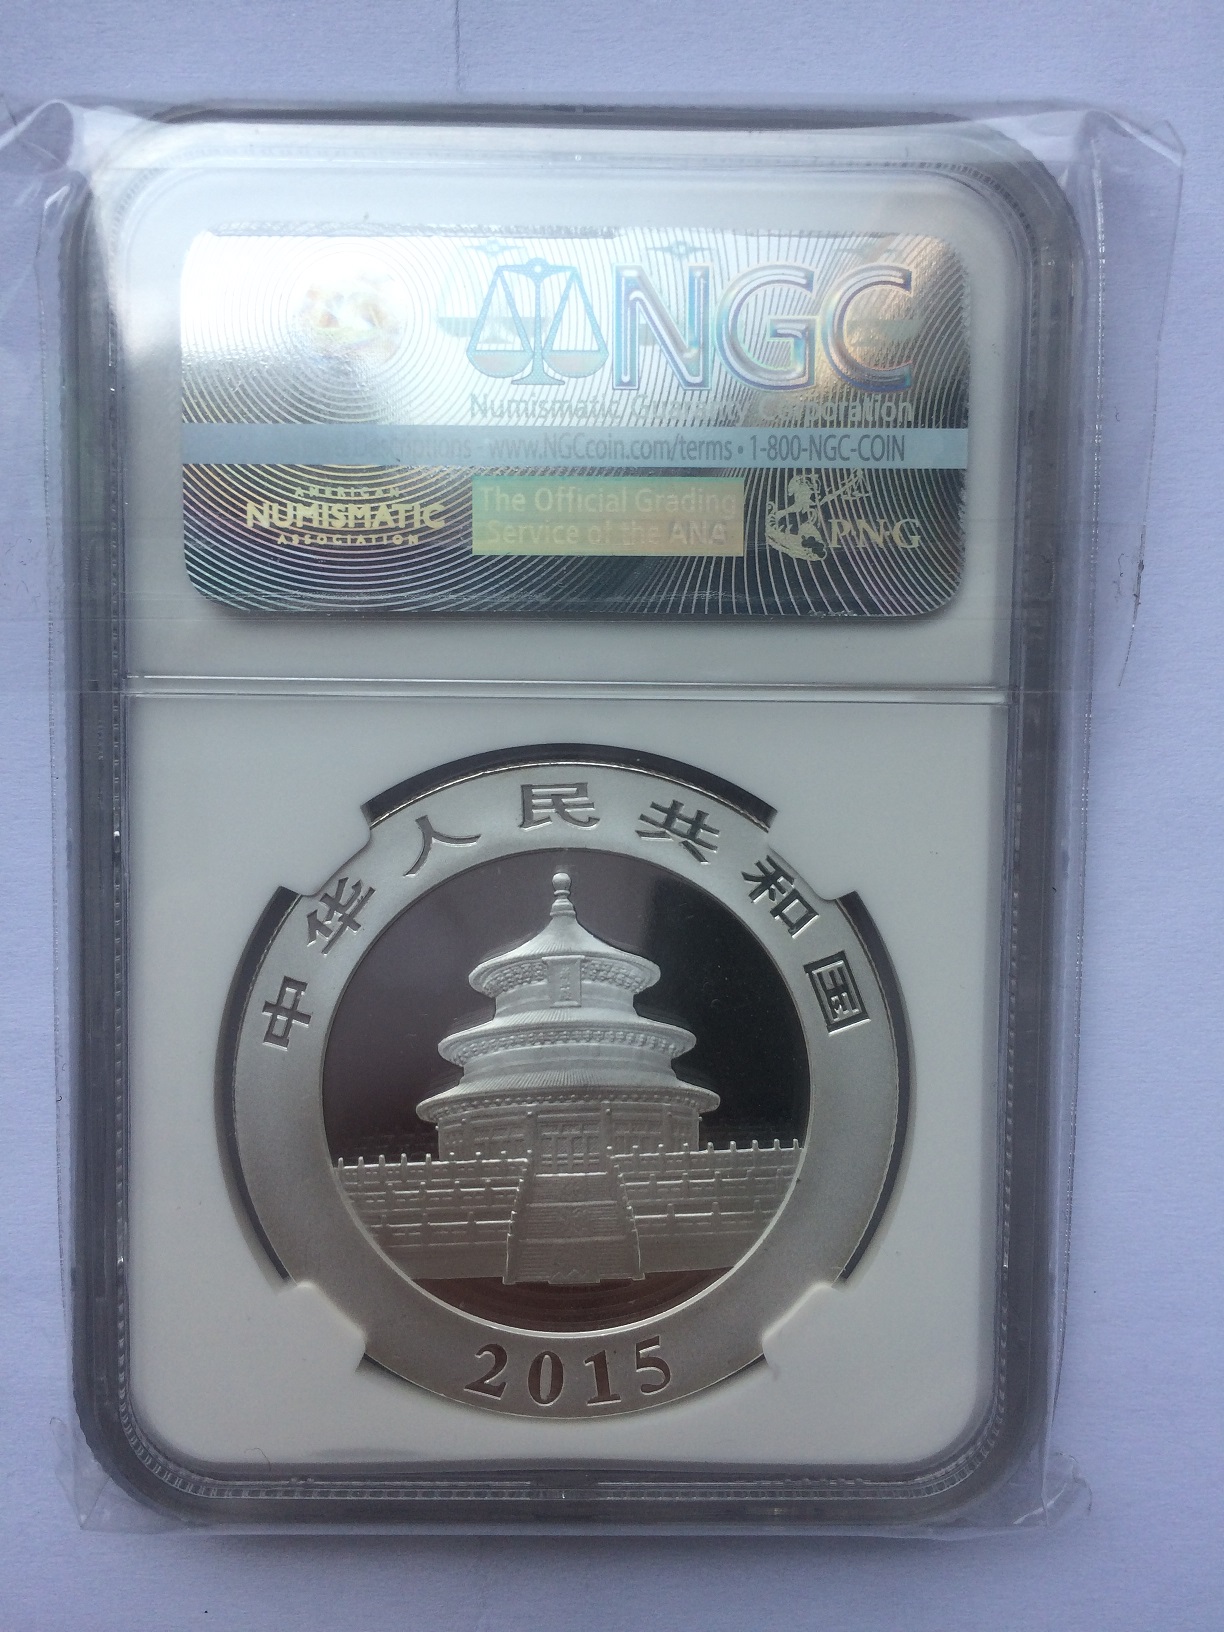 NGC
Numismatic Guaranty Corporation
Descriptions - www.NGCcoin.com/terms • 1-800-NGC-COIN
AMERICAN
NUMISMATIC
ASSOCIATION
The Official Grading
Service of the ANA
PNG
中华人民共和国
2015